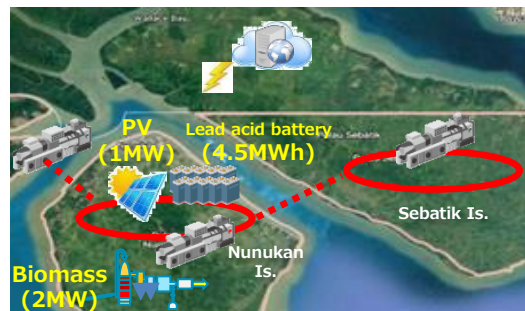 PV
(1MW)
Lead acid battery
(4.5MWh)
Sebatik Is.
Nunukan
Is.
Biomass
(2MW)